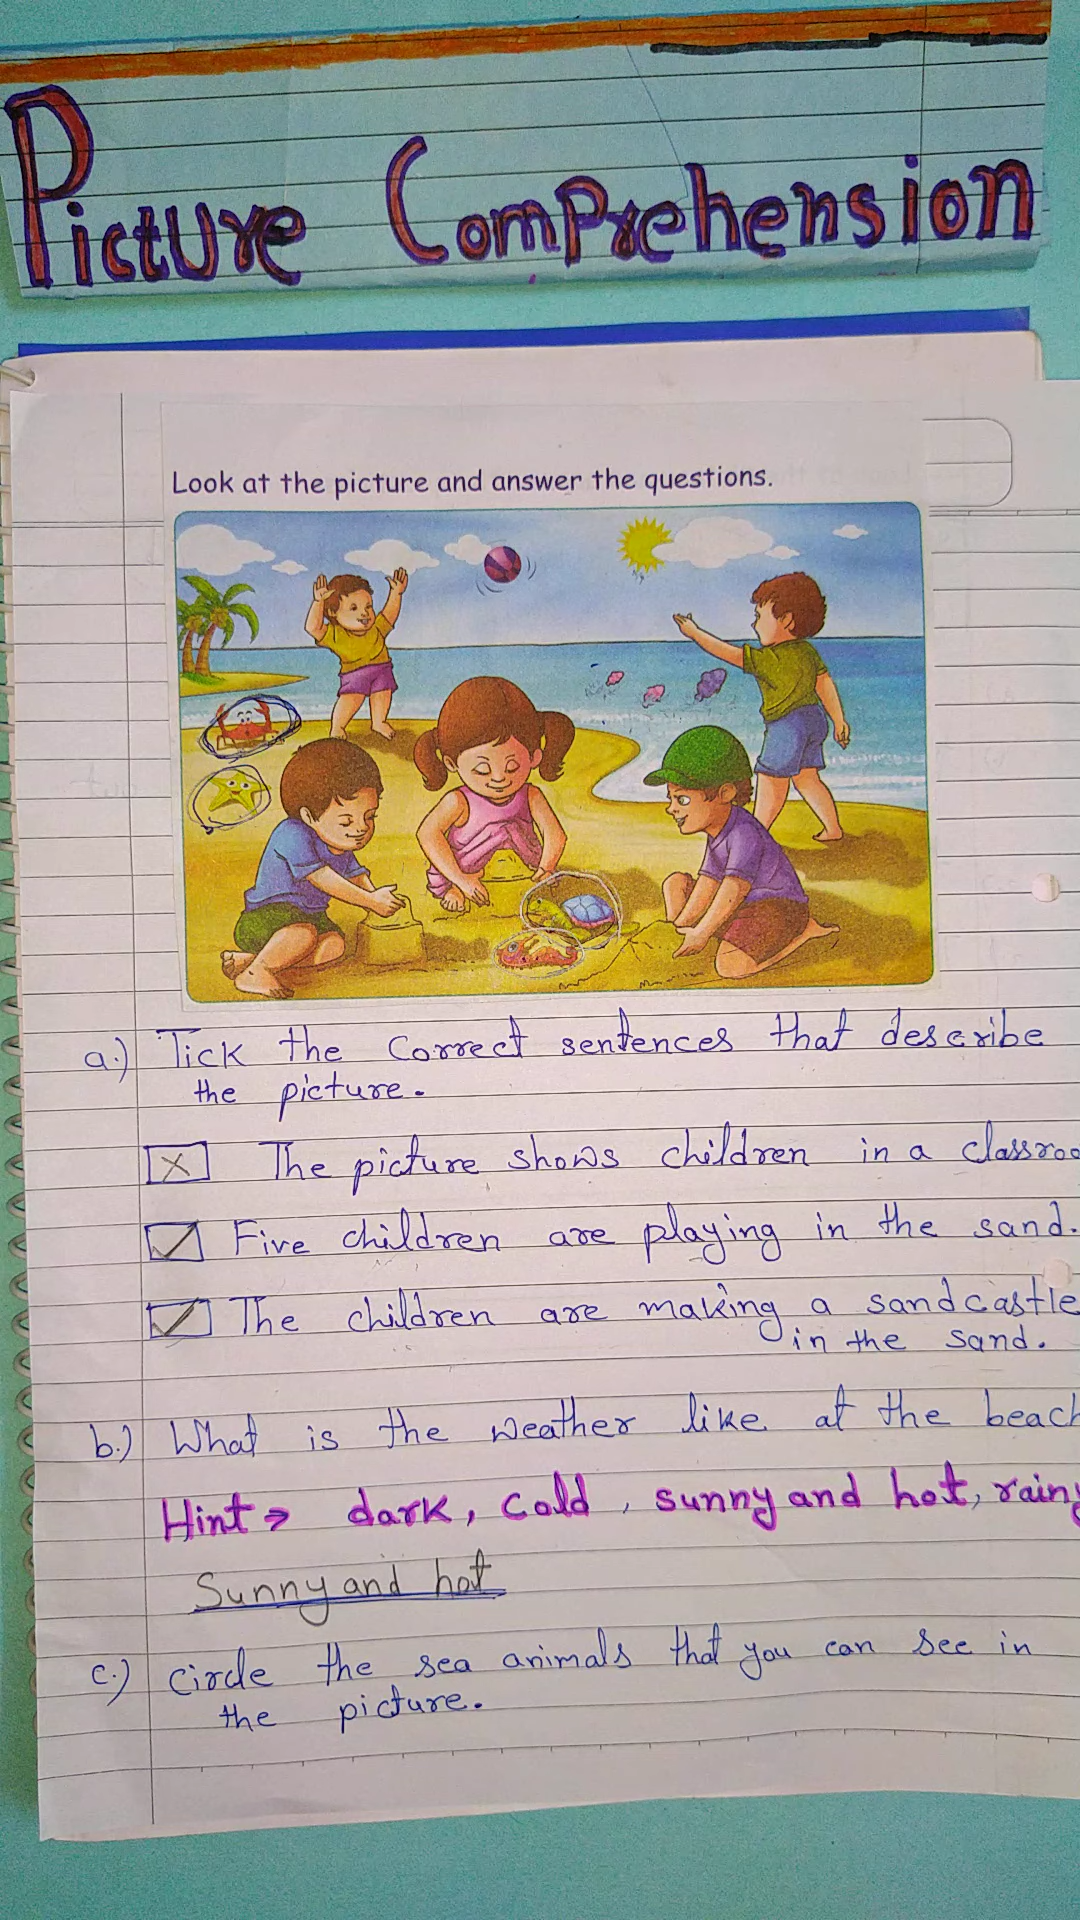 Picture Comprehension
Look at the picture and answer the questions.
a.) Tick the Correct sentences that describe
the picture.
The picture shows children in a classroo
Five children are playing in the sand.
The children are making a sandcastle
in the sand.
b.) What is the weather like at the beach
Hint → dark, cold, sunny and hot, rainy
Sunny and hot
c.) circle the sea animals that you can see in
the picture.